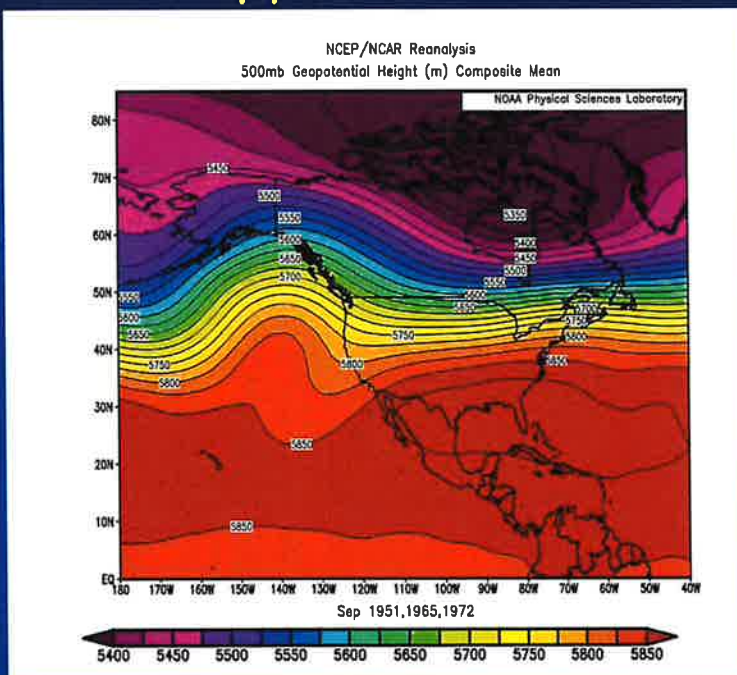 NCEP/NCAR Reanalysis
500mb Geopotential Height (m) Composite Mean
NOAA Physical Sciences Laboratory
80N
70N
60N
50N
40N
30N
20N
10N
EQ
5450
5500
5550
5600
5650
5700
5350
5400
5450
5500
5550
5600
5550
5600
5650
5750
5800
5750
5800
5700
5750
5800
5850
5850
5850
180 170W 160W 150W 140W 130W 120W 110W 100W 90W 80W 70W 60W 50W 40W
Sep 1951,1965,1972
5400 5450 5500 5550 5600 5650 5700 5750 5800 5850